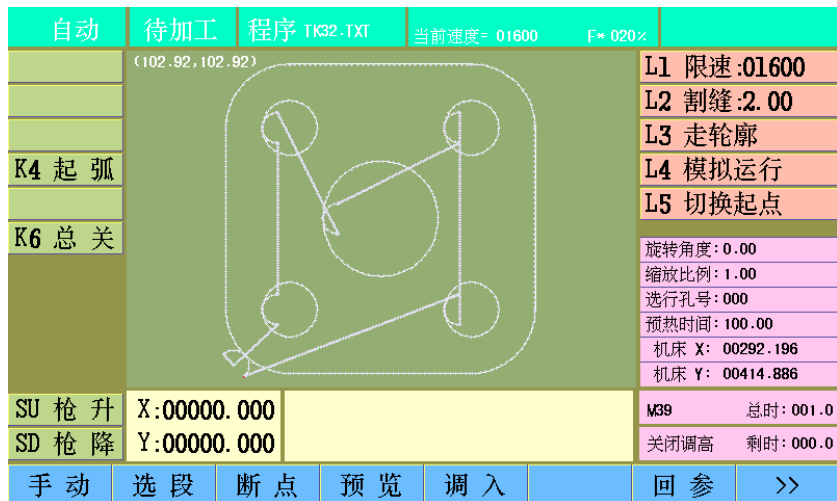 自动 待加工 程序 TK32.TXT 当前速度= 01600 F* 020%
(102.92,102.92)
K4 起 弧
K6 总 关
L1 限速:01600
L2 割缝:2.00
L3 走轮廓
L4 模拟运行
L5 切换起点
旋转角度:0.00
缩放比例:1.00
选行孔号:000
预热时间:100.00
机床 X: 00292.196
机床 Y: 00414.886
SU 枪 升
SD 枪 降
X:00000.000
Y:00000.000
M39 总时:001.0
关闭调高 剩时:000.0
手 动 选 段 断 点 预 览 调 入 回 参 >>